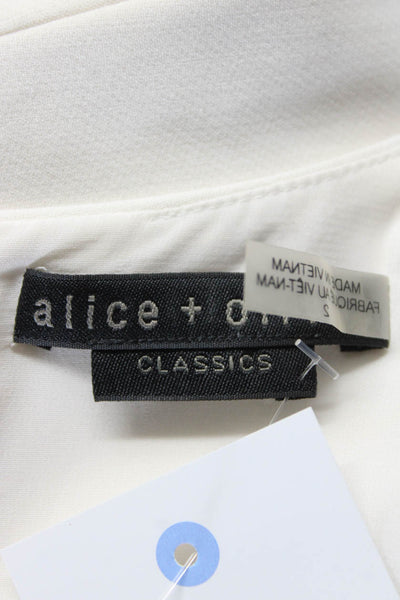 alice +
CLASSICS
MADE IN VIETNAM
FABRIQUÉ AU VIÊT-NAM
2